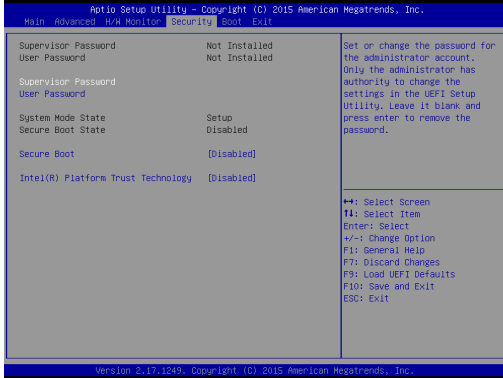 Aptio Setup Utility – Copyright (C) 2015 American Megatrends, Inc.
Main Advanced H/W Monitor Security Boot Exit
Supervisor Password Not Installed
User Password Not Installed
Supervisor Password
User Password
System Mode State Setup
Secure Boot State Disabled
Secure Boot [Disabled]
Intel(R) Platform Trust Technology [Disabled]
Set or change the password for
the administrator account.
Only the administrator has
authority to change the
settings in the UEFI Setup
Utility. Leave it blank and
press enter to remove the
password.
↔: Select Screen
↑↓: Select Item
Enter: Select
+/-: Change Option
F1: General Help
F7: Discard Changes
F9: Load UEFI Defaults
F10: Save and Exit
ESC: Exit
Version 2.17.1249. Copyright (C) 2015 American Megatrends, Inc.